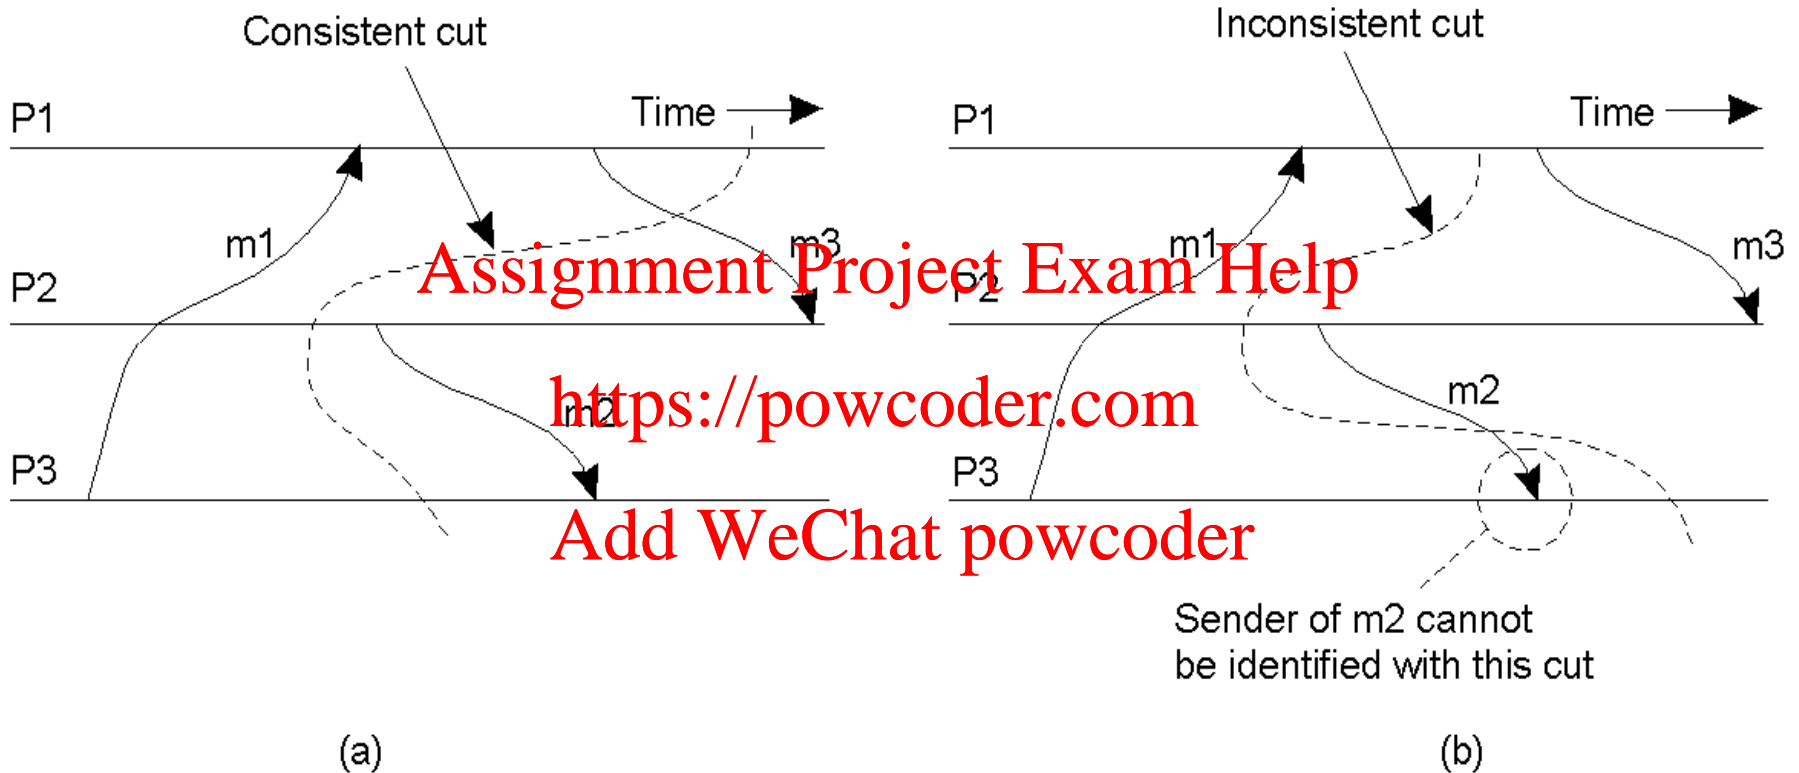 Consistent cut
Inconsistent cut
P1
Time
P1
Time
m1
m3
m1
m3
Assignment Project Exam Help
P2
P2
https://powcoder.com
m2
m2
P3
P3
Add WeChat powcoder
Sender of m2 cannot
be identified with this cut
(a)
(b)